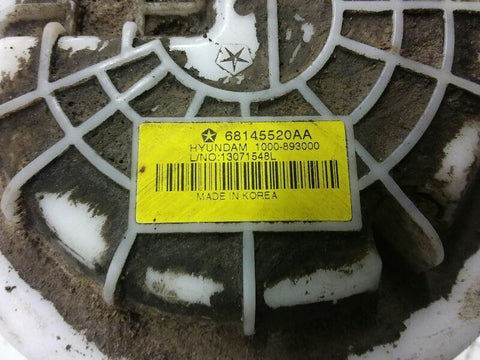 68145520AA
HYUNDAM 1000-893000
L/NO:13071548L
MADE IN KOREA